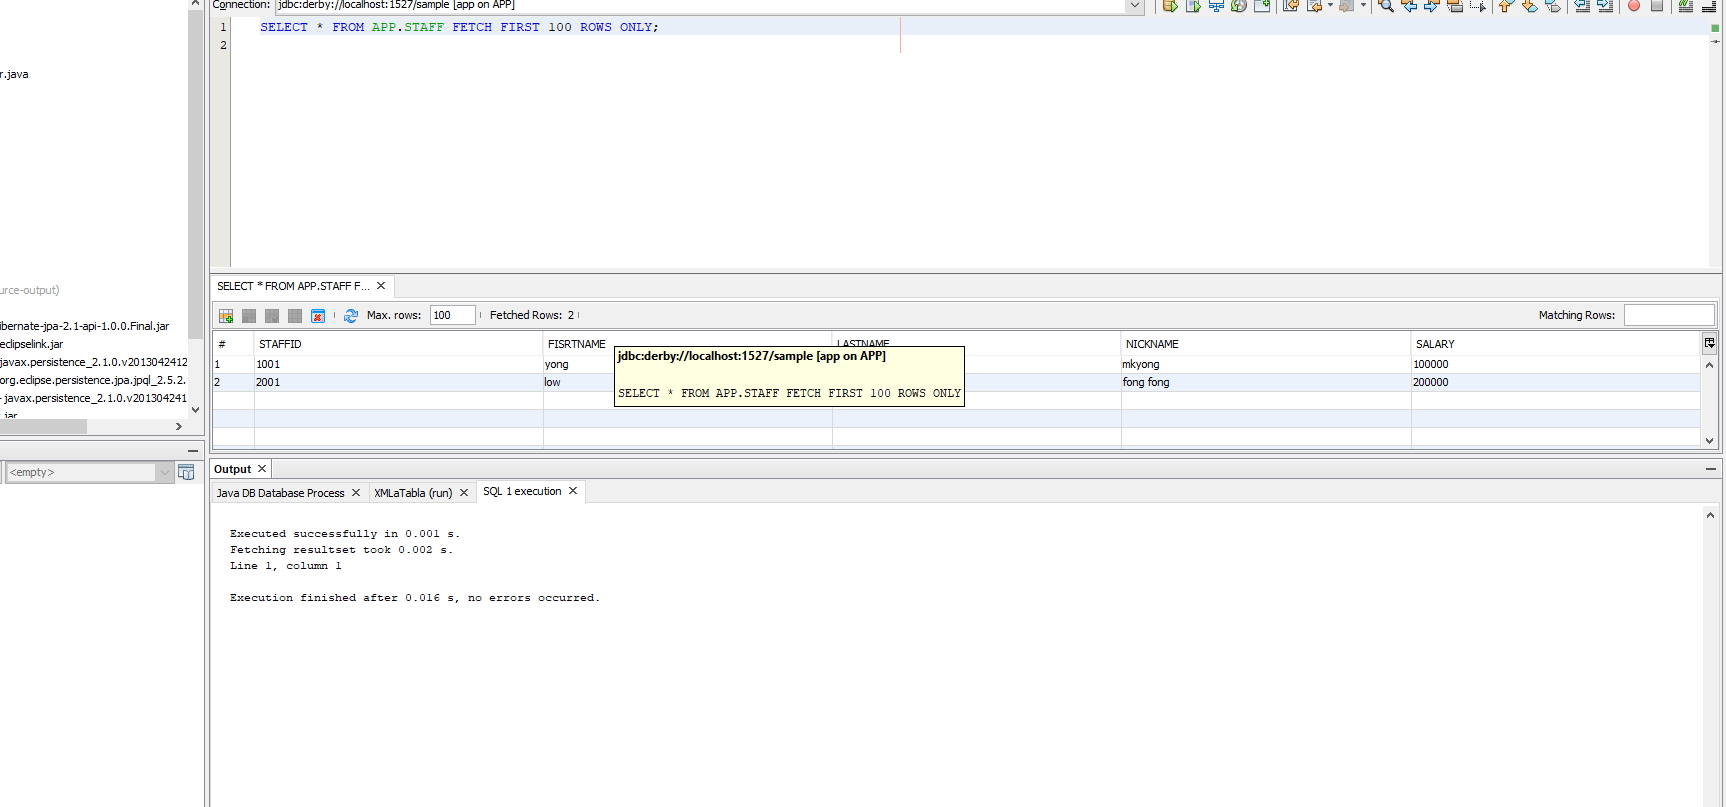 Connection: jdbc:derby://localhost:1527/sample [app on APP]
1 SELECT * FROM APP.STAFF FETCH FIRST 100 ROWS ONLY;
2
r.java
urce-output)
ibernate-jpa-2.1-api-1.0.0.Final.jar
eclipselink.jar
javax.persistence_2.1.0.v2013042412
org.eclipse.persistence.jpa.jpql_2.5.2.
- javax.persistence_2.1.0.v201304241
.jar
<empty>
SELECT * FROM APP.STAFF F...
Max. rows: 100 Fetched Rows: 2 Matching Rows:
# STAFFID FISRTNAME LASTNAME NICKNAME SALARY
1 1001 yong mkyong 100000
2 2001 low fong fong 200000
jdbc:derby://localhost:1527/sample [app on APP]
SELECT * FROM APP.STAFF FETCH FIRST 100 ROWS ONLY
Output
Java DB Database Process XMLaTabla (run) SQL 1 execution
Executed successfully in 0.001 s.
Fetching resultset took 0.002 s.
Line 1, column 1
Execution finished after 0.016 s, no errors occurred.